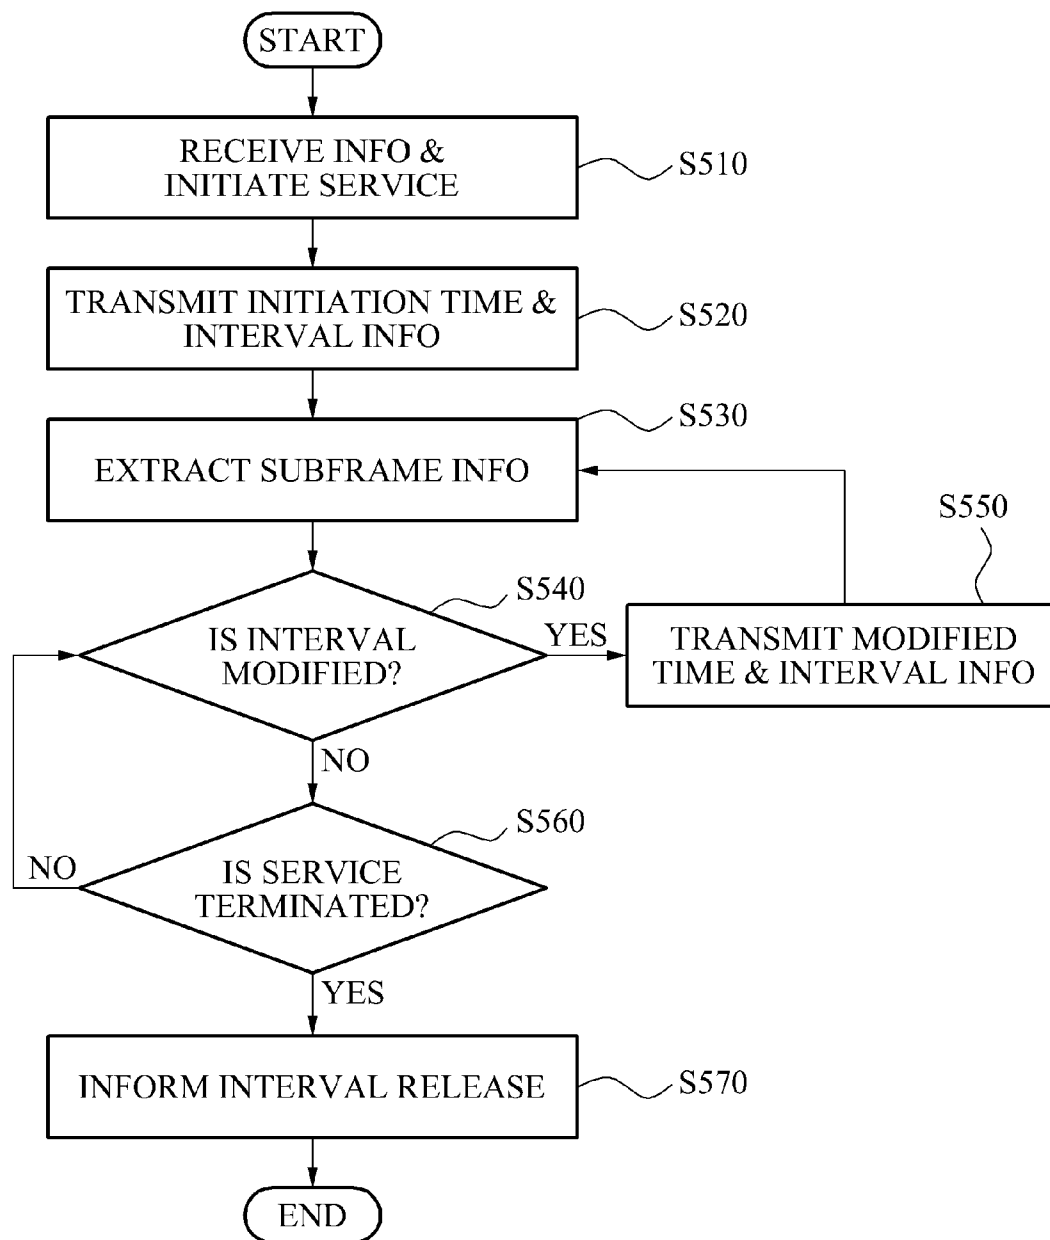 START
RECEIVE INFO &
INITIATE SERVICE
S510
TRANSMIT INITIATION TIME &
INTERVAL INFO
S520
S530
EXTRACT SUBFRAME INFO
S550
S540
IS INTERVAL
MODIFIED?
YES
TRANSMIT MODIFIED
TIME & INTERVAL INFO
NO
S560
NO
IS SERVICE
TERMINATED?
YES
INFORM INTERVAL RELEASE
S570
END